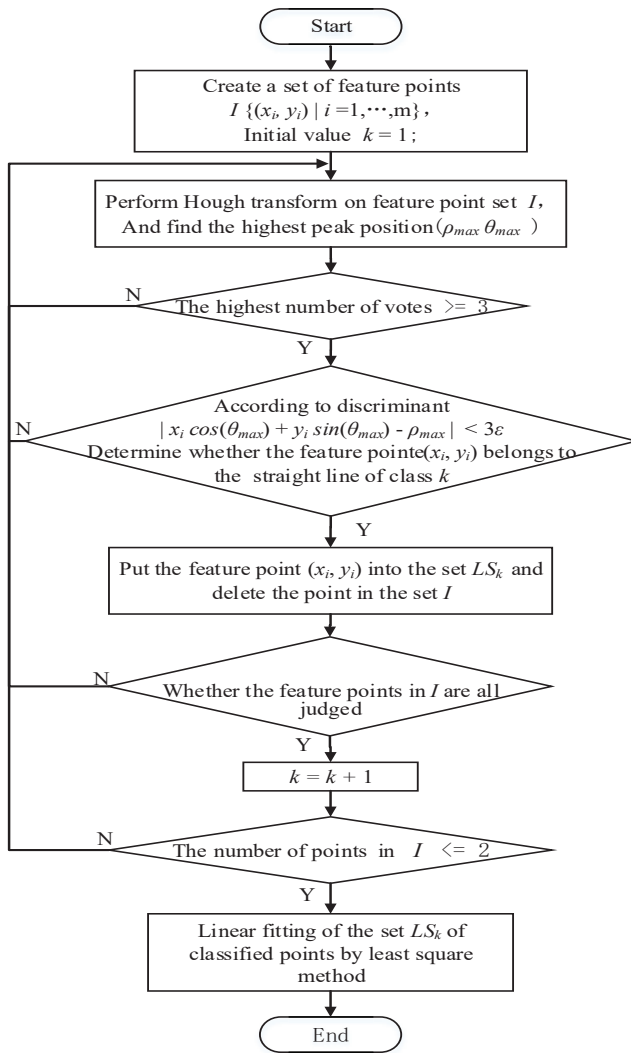 Start
Create a set of feature points
I {(xᵢ, yᵢ) | i =1,⋯,m},
Initial value k = 1;
Perform Hough transform on feature point set I,
And find the highest peak position(ρmax θmax )
N
The highest number of votes >= 3
Y
According to discriminant
N
| xᵢ cos(θmax) + yᵢ sin(θmax) - ρmax | < 3ε
Determine whether the feature pointe(xᵢ, yᵢ) belongs to
the straight line of class k
Y
Put the feature point (xᵢ, yᵢ) into the set LSₖ and
delete the point in the set I
N
Whether the feature points in I are all
judged
Y
k = k + 1
N
The number of points in I <= 2
Y
Linear fitting of the set LSₖ of
classified points by least square
method
End